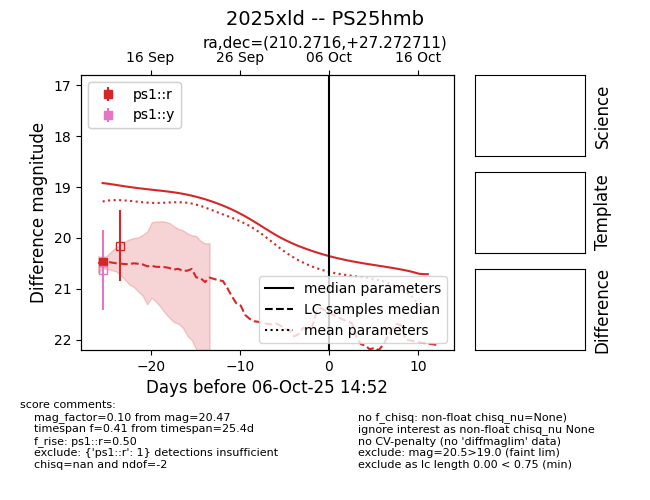 2025xld -- PS25hmb
ra,dec=(210.2716,+27.272711)
16 Sep 26 Sep 06 Oct 16 Oct
17
18
19
20
21
22
Difference magnitude
ps1::r
ps1::y
median parameters
LC samples median
mean parameters
−20 −10 0 10
Days before 06-Oct-25 14:52
Science
Template
Difference
score comments:
mag_factor=0.10 from mag=20.47
timespan f=0.41 from timespan=25.4d
f_rise: ps1::r=0.50
exclude: {'ps1::r': 1} detections insufficient
chisq=nan and ndof=-2
no f_chisq: non-float chisq_nu=None)
ignore interest as non-float chisq_nu None
no CV-penalty (no 'diffmaglim' data)
exclude: mag=20.5>19.0 (faint lim)
exclude as lc length 0.00 < 0.75 (min)